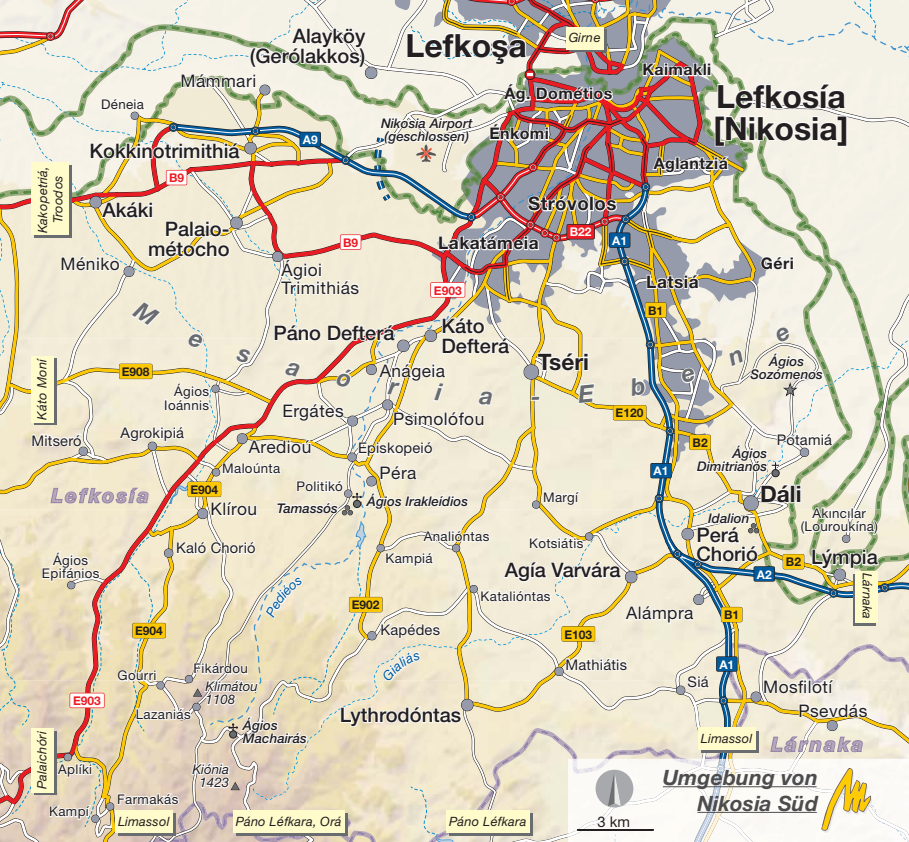 Girne
Alayköy
(Gerólakkos)
Lefkoşa
Kaimakli
Mámmari
Ág. Dométios
Lefkosía
[Nikosia]
Déneia
Nikosia Airport
(geschlossen)
Énkomi
A9
Kokkinotrimithiá
Aglantziá
Kakopetriá,
Troodos
B9
Akáki
Stróvolos
Palaio-
métocho
B22
A1
B9
Lakatámeia
Méniko
Ágioi
Trimithiás
Géri
Latsiá
E903
B1
Mesaória-Ebene
Páno Defterá
Káto
Defterá
Tséri
Ágios
Sozómenos
E908
Anágeia
Káto Moní
Ágios
Ioánnis
Ergátes
Psimolófou
E120
Mitseró
Agrokipiá
Arediou
Episkopeió
B2
Potamiá
Ágios
Dimitrianós
Maloúnta
Péra
A1
Lefkosía
E904
Politikó
Ágios Irakleídios
Tamassós
Margí
Dáli
Klírou
Idalion
Akıncılar
(Louroukína)
Kaló Chorió
Analióntas
Kotsiátis
Perá
Chorió
Ágios
Epifánios
Kampiá
Agía Varvára
B2
Lýmpia
A2
Pediéos
Katalióntas
Lárnaka
E902
Alámpra
B1
E904
Kapédes
E103
Gialiás
Mathiátis
A1
Fikárdou
Gourri
Klimátou
1108
Siá
Mosfilotí
E903
Lazaniás
Lythrodóntas
Psevdás
Ágios
Machairás
Limassol
Lárnaka
Palaichóri
Apliki
Kiónia
1423
Umgebung von
Nikosia Süd
Farmakás
Kampí
Limassol
Páno Léfkara, Orá
Páno Léfkara
3 km